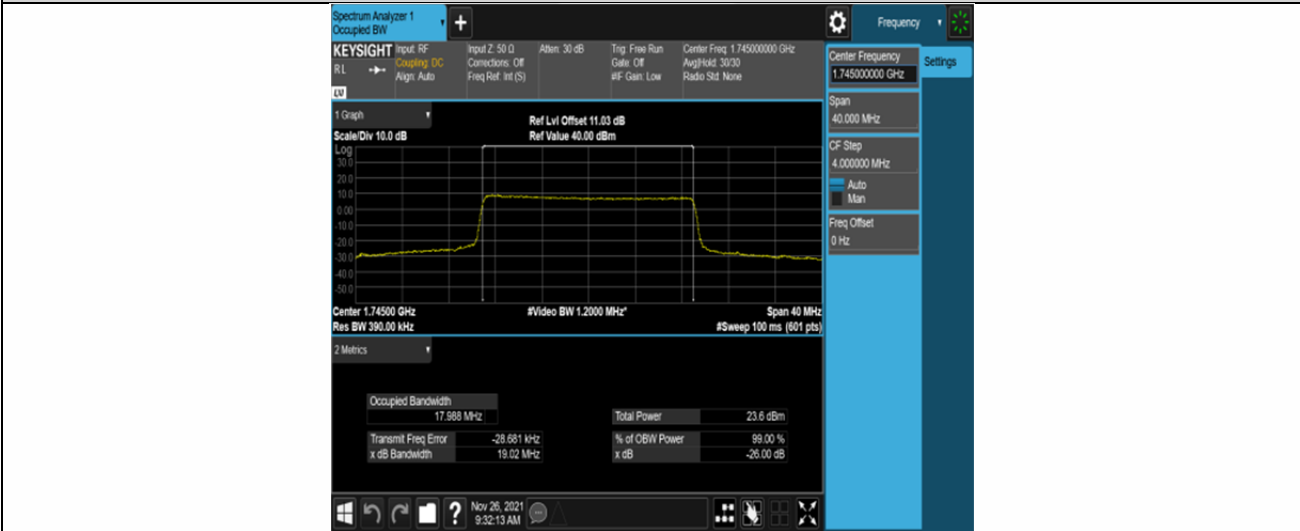 Spectrum Analyzer 1
Occupied BW
+
Frequency
KEYSIGHT
RL
Input: RF
Coupling: DC
Align: Auto
Input Z: 50 Ω
Corrections: Off
Freq Ref: Int (S)
Atten: 30 dB
Trig: Free Run
Gate: Off
#IF Gain: Low
Center Freq: 1.745000000 GHz
Avg|Hold: 30/30
Radio Std: None
Center Frequency
1.745000000 GHz
Settings
Span
40.000 MHz
CF Step
4.000000 MHz
Auto
Man
Freq Offset
0 Hz
1 Graph
Scale/Div 10.0 dB
Ref Lvl Offset 11.03 dB
Ref Value 40.00 dBm
Log
30.0
20.0
10.0
0.00
-10.0
-20.0
-30.0
-40.0
-50.0
Center 1.74500 GHz
#Video BW 1.2000 MHz*
Span 40 MHz
Res BW 390.00 kHz
#Sweep 100 ms (601 pts)
2 Metrics
Occupied Bandwidth
17.988 MHz
Total Power 23.6 dBm
Transmit Freq Error -28.681 kHz
% of OBW Power 99.00 %
x dB Bandwidth 19.02 MHz
x dB -26.00 dB
?
Nov 26, 2021
9:32:13 AM